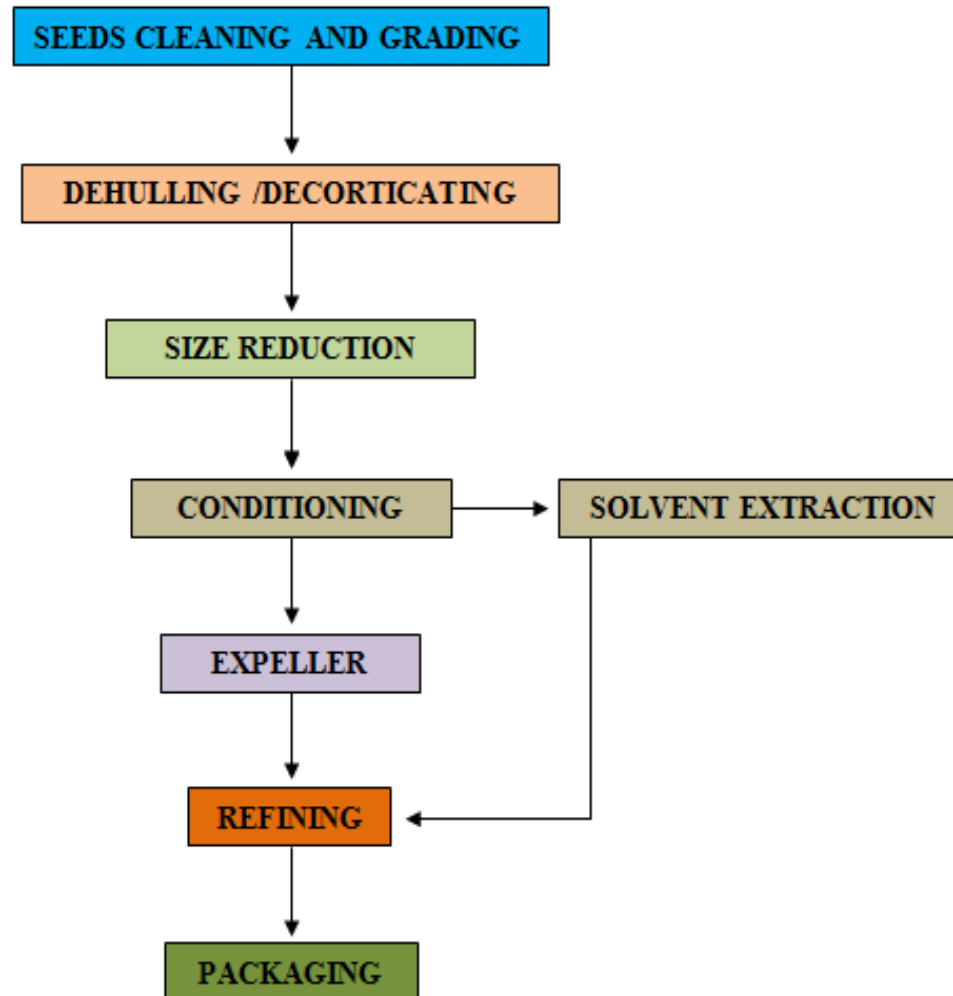 SEEDS CLEANING AND GRADING
DEHULLING /DECORTICATING
SIZE REDUCTION
CONDITIONING
SOLVENT EXTRACTION
EXPELLER
REFINING
PACKAGING